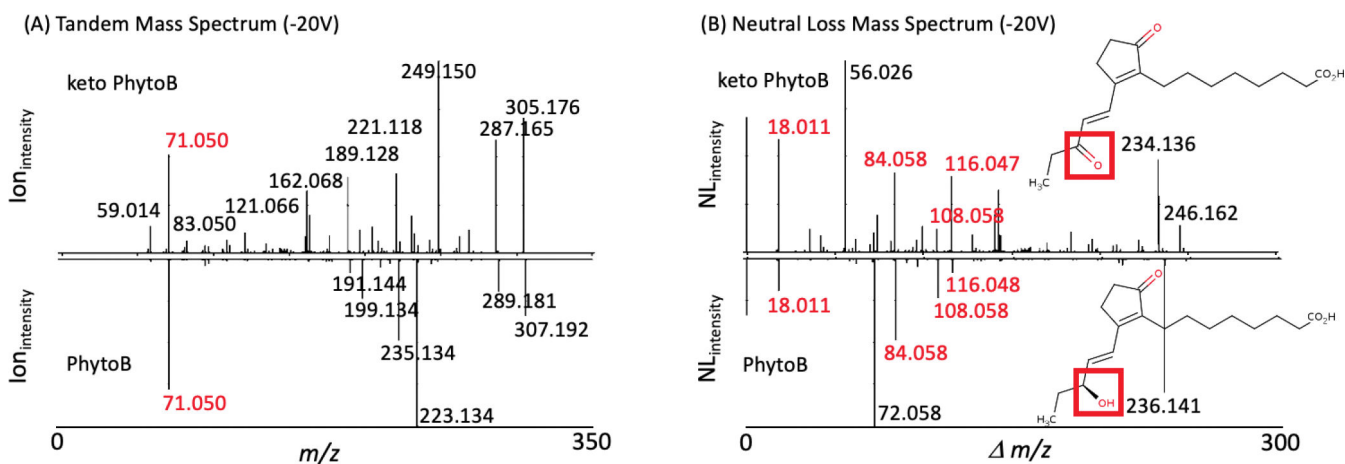 (A) Tandem Mass Spectrum (-20V)
keto PhytoB
Ion intensity
249.150
305.176
287.165
221.118
71.050
189.128
162.068
121.066
59.014
83.050
Ion intensity
PhytoB
71.050
191.144
199.134
235.134
223.134
289.181
307.192
0
m/z
350
(B) Neutral Loss Mass Spectrum (-20V)
keto PhytoB
NL intensity
56.026
18.011
84.058
116.047
108.058
234.136
246.162
O
CO₂H
O
H₃C
NL intensity
PhytoB
18.011
116.048
108.058
84.058
72.058
236.141
O
CO₂H
OH
H₃C
0
Δ m/z
300